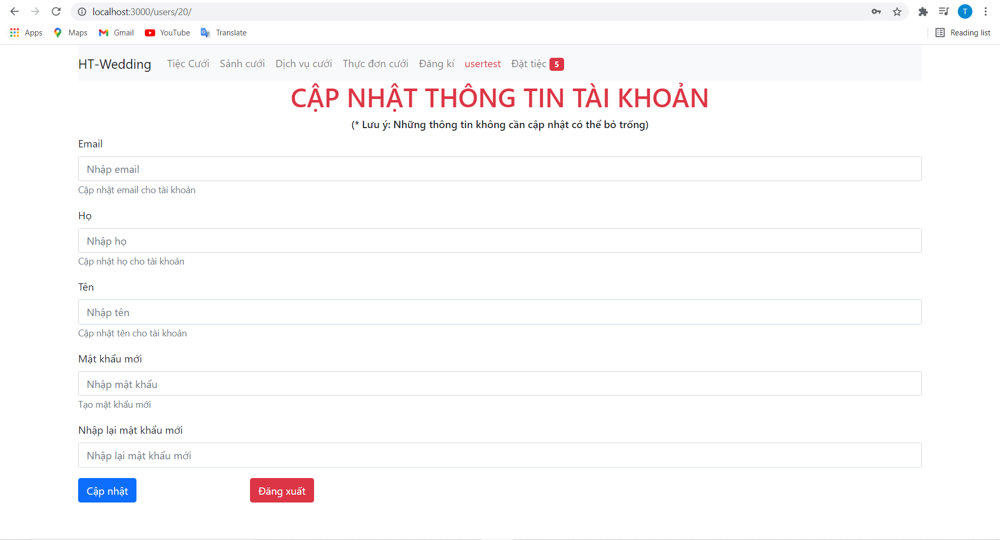 localhost:3000/users/20/
T
Apps Maps Gmail YouTube Translate Reading list
HT-Wedding Tiệc Cưới Sảnh cưới Dịch vụ cưới Thực đơn cưới Đăng kí usertest Đặt tiệc 5
CẬP NHẬT THÔNG TIN TÀI KHOẢN
(* Lưu ý: Những thông tin không cần cập nhật có thể bỏ trống)
Email
Nhập email
Cập nhật email cho tài khoản
Họ
Nhập họ
Cập nhật họ cho tài khoản
Tên
Nhập tên
Cập nhật tên cho tài khoản
Mật khẩu mới
Nhập mật khẩu
Tạo mật khẩu mới
Nhập lại mật khẩu mới
Nhập lại mật khẩu mới
Cập nhật Đăng xuất